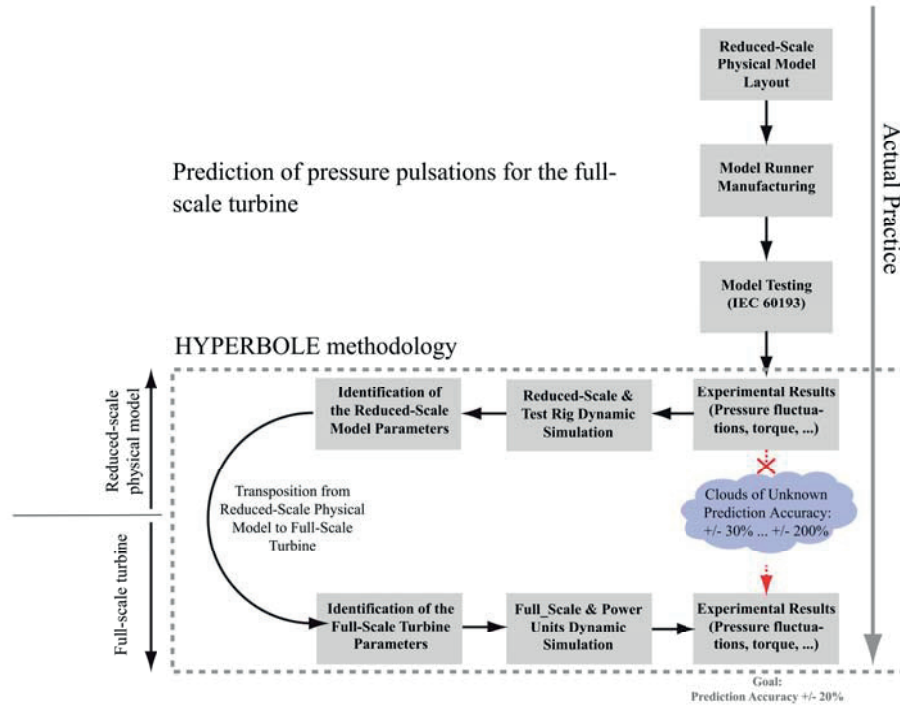 Reduced-Scale
Physical Model
Layout
Actual Practice
Prediction of pressure pulsations for the full-
scale turbine
Model Runner
Manufacturing
Model Testing
(IEC 60193)
HYPERBOLE methodology
Reduced-scale
physical model
Identification of
the Reduced-Scale
Model Parameters
Reduced-Scale &
Test Rig Dynamic
Simulation
Experimental Results
(Pressure fluctua-
tions, torque, ...)
Transposition from
Reduced-Scale Physical
Model to Full-Scale
Turbine
Clouds of Unknown
Prediction Accuracy:
+/- 30% ... +/- 200%
Full-scale turbine
Identification of the
Full-Scale Turbine
Parameters
Full_Scale & Power
Units Dynamic
Simulation
Experimental Results
(Pressure fluctua-
tions, torque, ...)
Goal:
Prediction Accuracy +/- 20%